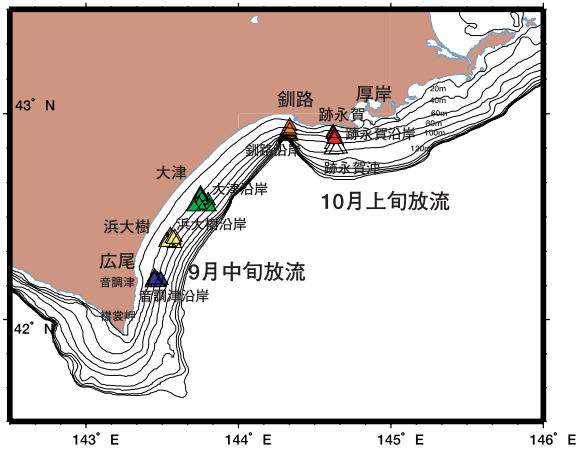 43° N
釧路
厚岸
20m
40m
60m
80m
100m
120m
跡永賀
跡永賀沿岸
釧路沿岸
跡永賀沖
大津
大津沿岸
10月上旬放流
浜大樹
浜大樹沿岸
広尾
9月中旬放流
音調津
音調津沿岸
襟裳岬
42° N
143° E
144° E
145° E
146° E